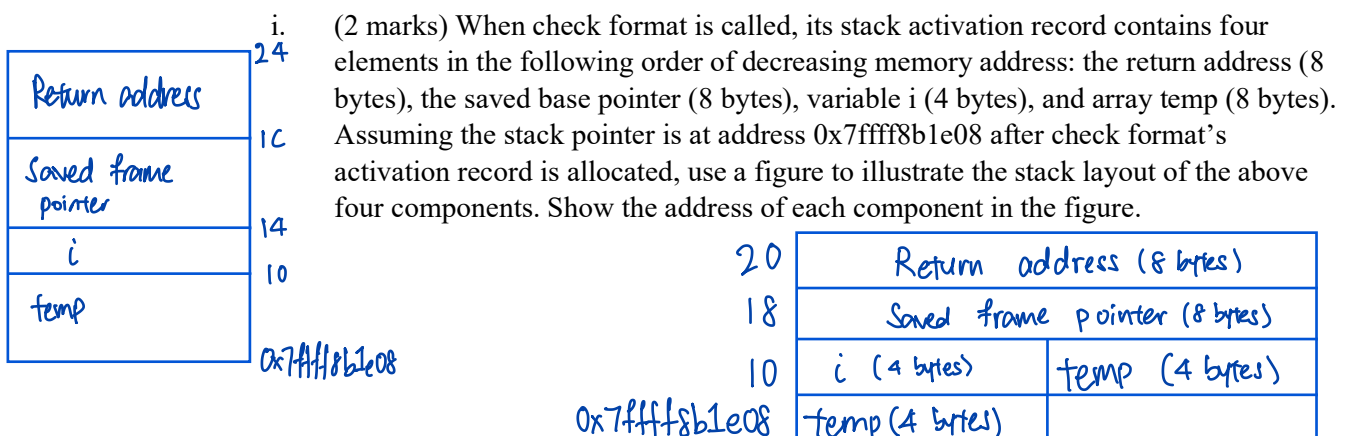 i. (2 marks) When check format is called, its stack activation record contains four
elements in the following order of decreasing memory address: the return address (8
bytes), the saved base pointer (8 bytes), variable i (4 bytes), and array temp (8 bytes).
Assuming the stack pointer is at address 0x7ffff8b1e08 after check format's
activation record is allocated, use a figure to illustrate the stack layout of the above
four components. Show the address of each component in the figure.
24
Return address
1C
Saved frame
pointer
14
i
10
temp
0x7ffff8b1e08
20 Return address (8 bytes)
18 Saved frame pointer (8 bytes)
10 i (4 bytes) temp (4 bytes)
0x7ffff8b1e08 temp (4 bytes)